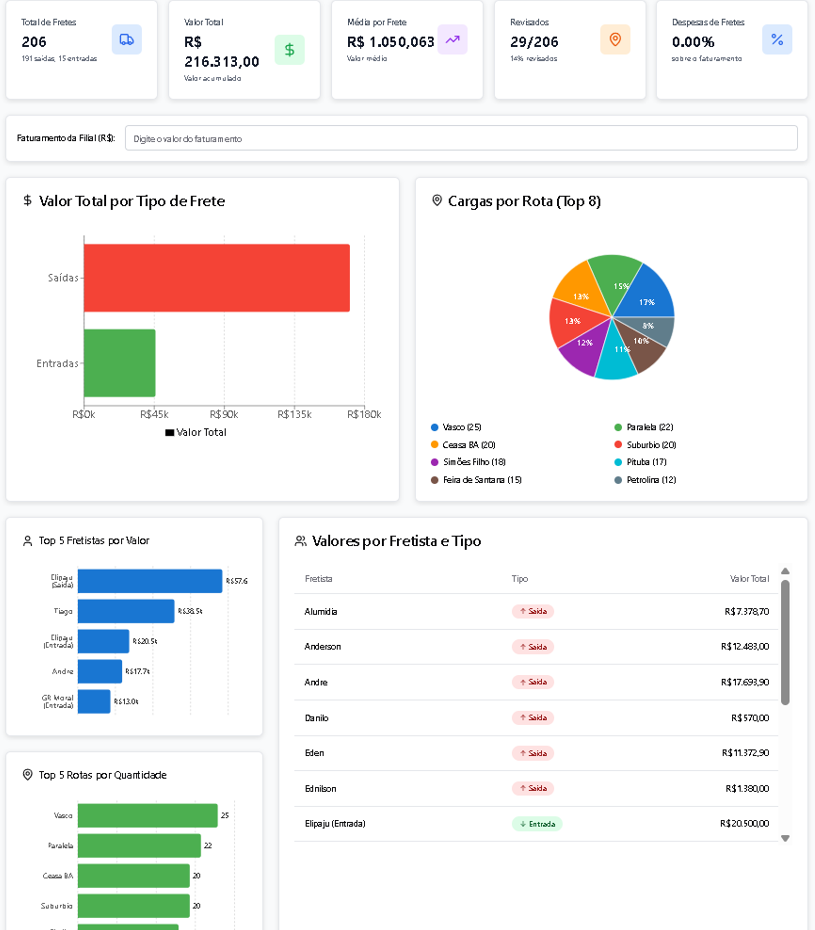 Total de Fretes
206
191 saídas, 15 entradas
Valor Total
R$
216.313,00
Valor acumulado
Média por Frete
R$ 1.050,063
Valor médio
Revisados
29/206
14% revisados
Despesas de Fretes
0.00%
sobre o faturamento
Faturamento da Filial (R$):
Digite o valor do faturamento
Valor Total por Tipo de Frete
Saídas
Entradas
R$0k
R$45k
R$90k
R$135k
R$180k
Valor Total
Cargas por Rota (Top 8)
15%
17%
13%
8%
13%
10%
12%
11%
Vasco (25)
Paralela (22)
Ceasa BA (20)
Suburbio (20)
Simões Filho (18)
Pituba (17)
Feira de Santana (15)
Petrolina (12)
Top 5 Fretistas por Valor
Elipaju
(Saída)
R$57.6
Tiago
R$38.5k
Elipaju
(Entrada)
R$20.5k
Andre
R$17.7k
(Entrada)
R$13.0k
Valores por Fretista e Tipo
Fretista
Tipo
Valor Total
Alumidia
↑ Saída
R$7.378,70
Anderson
↑ Saída
R$12.483,00
Andre
↑ Saída
R$17.693,90
Danilo
↑ Saída
R$570,00
Eden
↑ Saída
R$11.372,90
Ednilson
↑ Saída
R$1.380,00
Elipaju (Entrada)
↓ Entrada
R$20.500,00
Top 5 Rotas por Quantidade
Vasco
25
Paralela
22
Ceasa BA
20
Suburbio
20